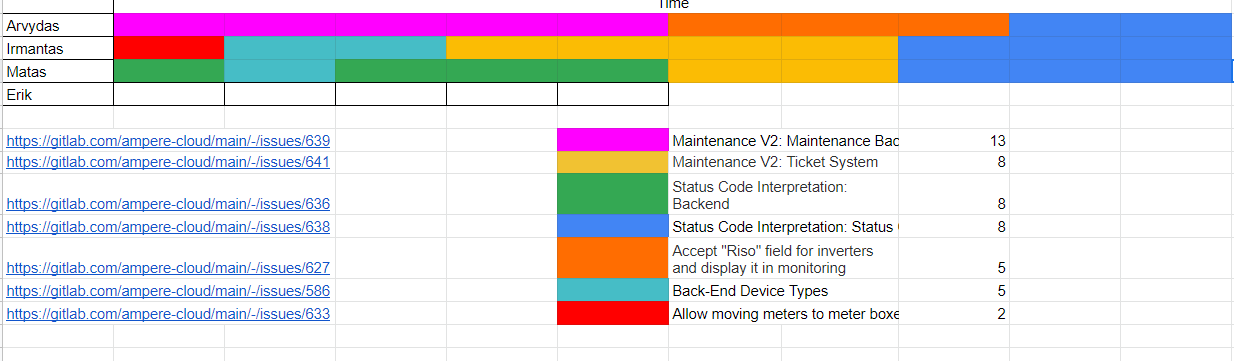 Time
Arvydas
Irmantas
Matas
Erik
https://gitlab.com/ampere-cloud/main/-/issues/639 Maintenance V2: Maintenance Bac 13
https://gitlab.com/ampere-cloud/main/-/issues/641 Maintenance V2: Ticket System 8
Status Code Interpretation:
https://gitlab.com/ampere-cloud/main/-/issues/636 Backend 8
https://gitlab.com/ampere-cloud/main/-/issues/638 Status Code Interpretation: Status 8
Accept "Riso" field for inverters
https://gitlab.com/ampere-cloud/main/-/issues/627 and display it in monitoring 5
https://gitlab.com/ampere-cloud/main/-/issues/586 Back-End Device Types 5
https://gitlab.com/ampere-cloud/main/-/issues/633 Allow moving meters to meter boxe 2